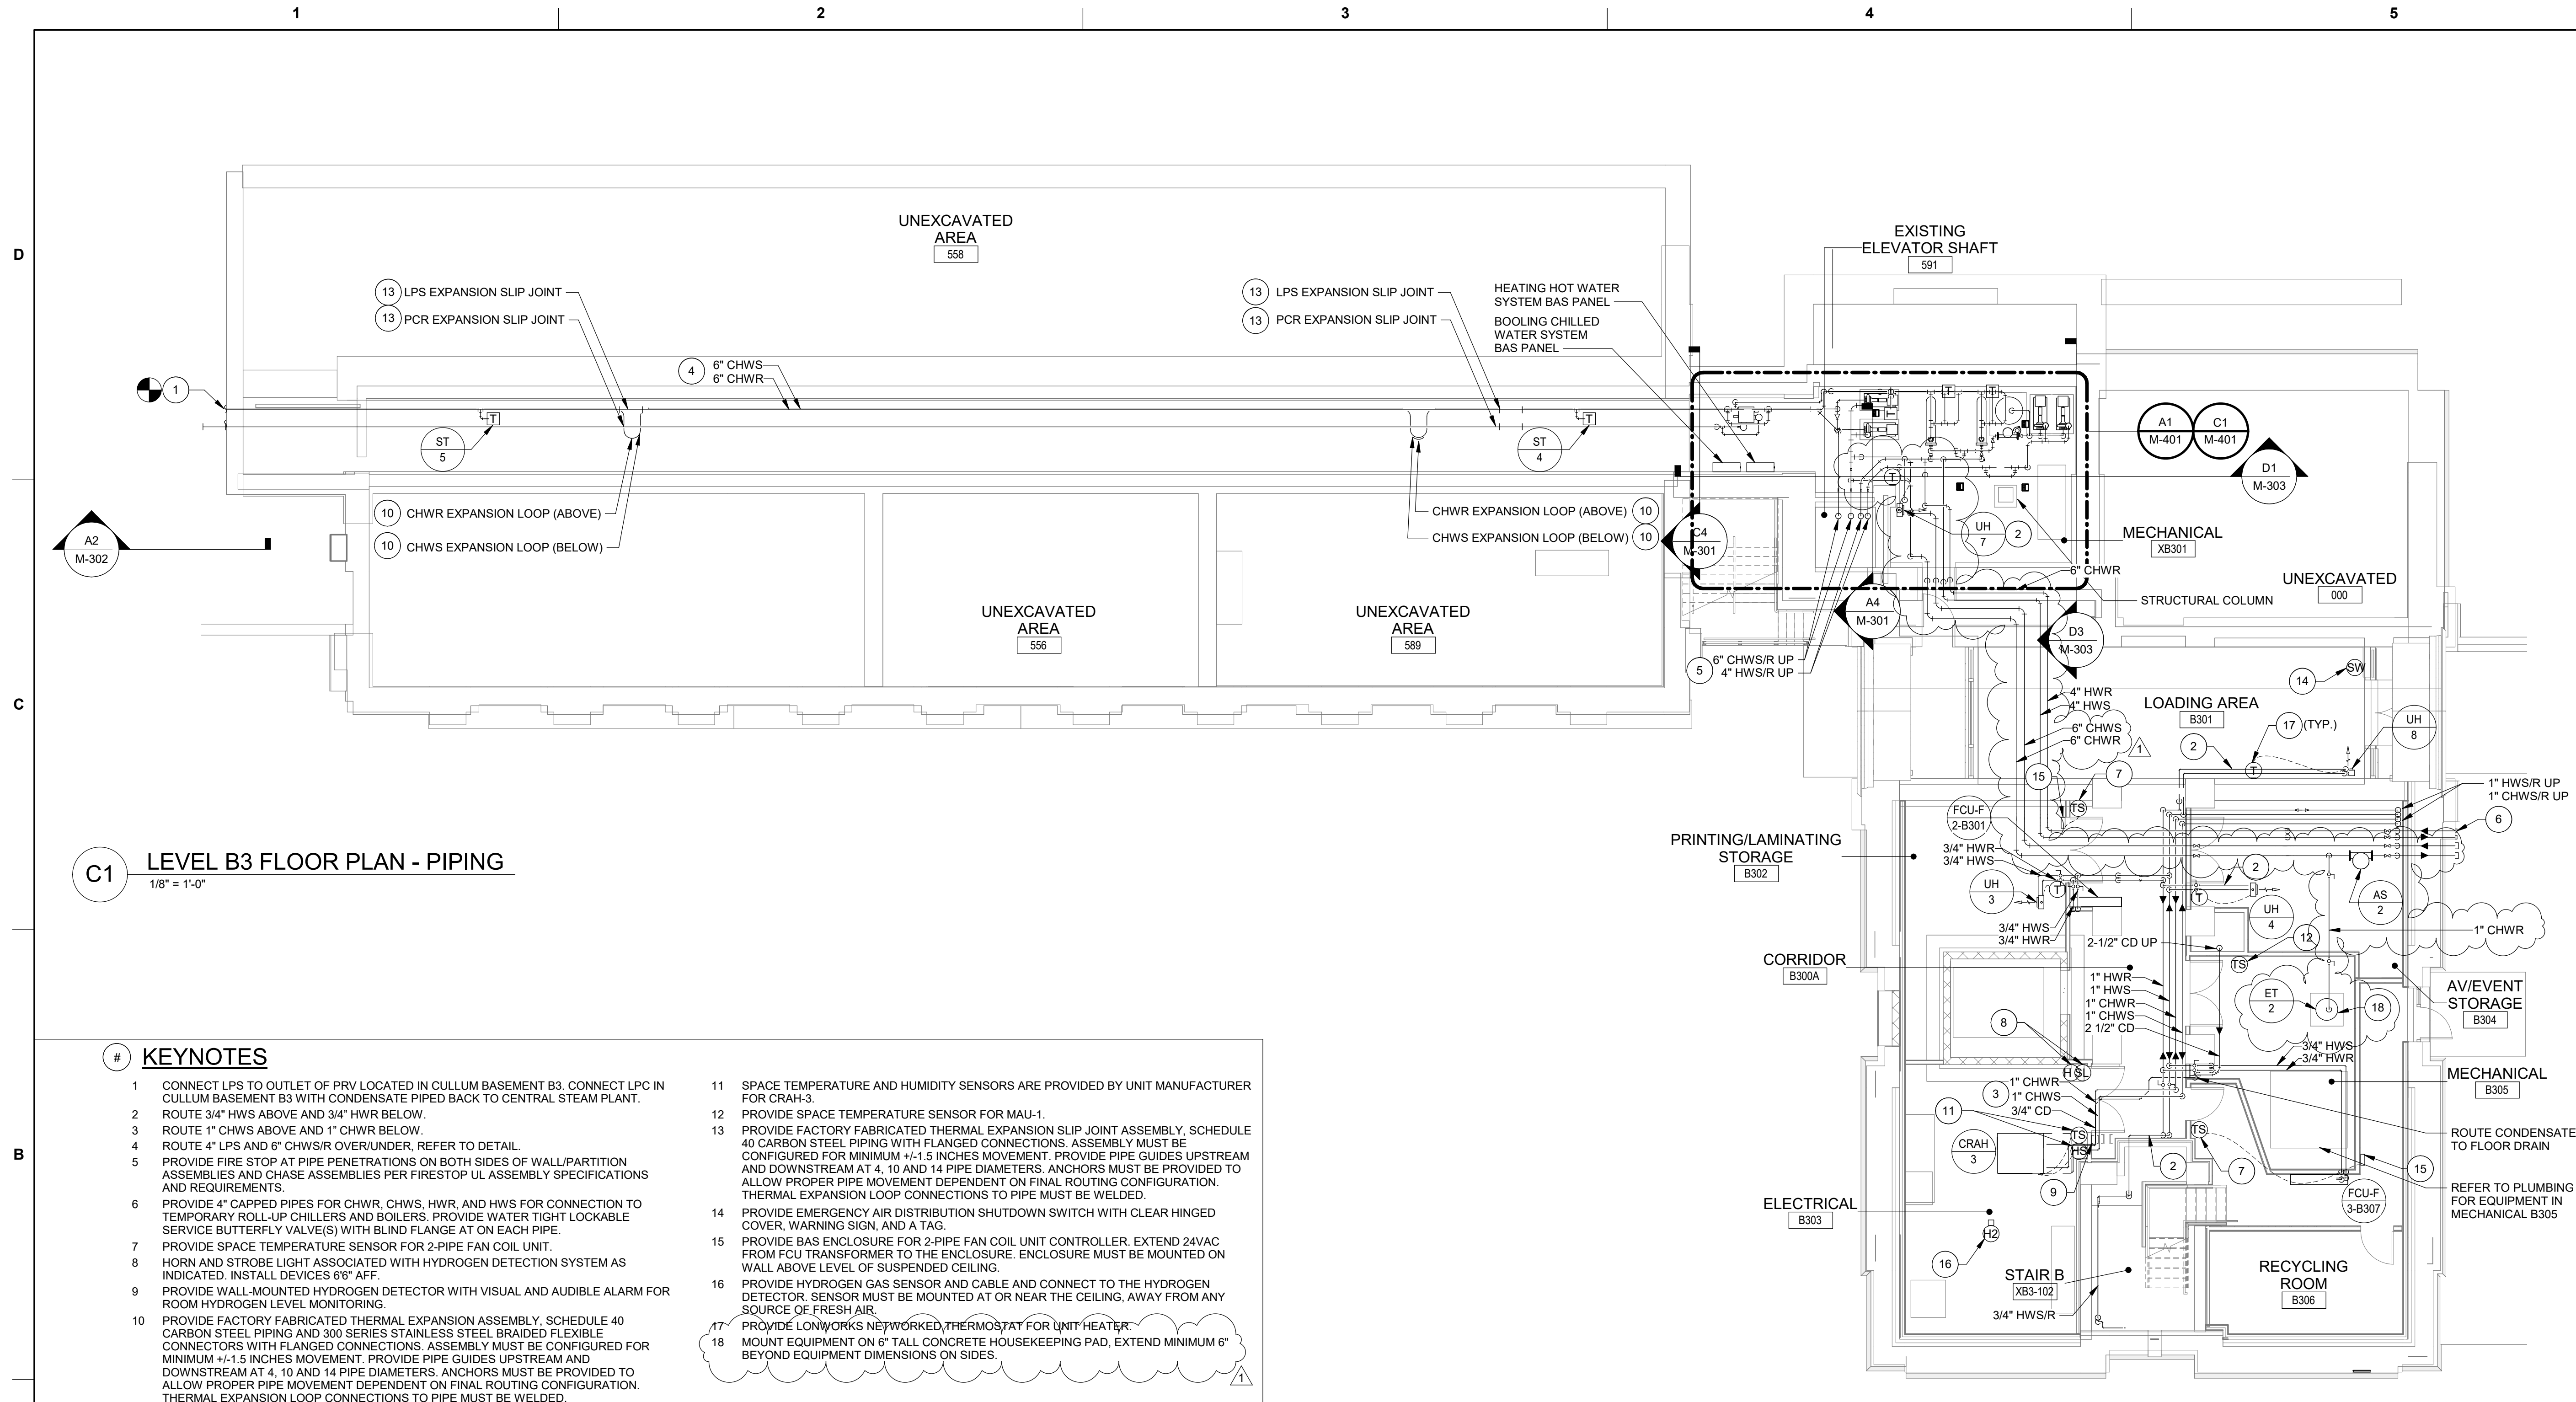 1
2
3
4
5
D
C
B
UNEXCAVATED
AREA
558
EXISTING
ELEVATOR SHAFT
591
13 LPS EXPANSION SLIP JOINT
13 PCR EXPANSION SLIP JOINT
13 LPS EXPANSION SLIP JOINT
13 PCR EXPANSION SLIP JOINT
HEATING HOT WATER
SYSTEM BAS PANEL
BOOLING CHILLED
WATER SYSTEM
BAS PANEL
4
6" CHWS
6" CHWR
1
T
ST
5
T
ST
4
T
T
T
A1
M-401
C1
M-401
D1
M-303
10 CHWR EXPANSION LOOP (ABOVE)
10 CHWS EXPANSION LOOP (BELOW)
CHWR EXPANSION LOOP (ABOVE) 10
CHWS EXPANSION LOOP (BELOW) 10
A2
M-302
C4
M-301
UH
7
2
MECHANICAL
XB301
6" CHWR
UNEXCAVATED
000
STRUCTURAL COLUMN
UNEXCAVATED
AREA
556
UNEXCAVATED
AREA
589
A4
M-301
D3
M-303
5
6" CHWS/R UP
4" HWS/R UP
SW
14
4" HWR
4" HWS
LOADING AREA
B301
17 (TYP.)
UH
8
6" CHWS
6" CHWR
1
2
T
15
7
TS
1" HWS/R UP
1" CHWS/R UP
6
FCU-F
2-B301
PRINTING/LAMINATING
STORAGE
B302
3/4" HWR
3/4" HWS
2
UH
3
T
T
UH
4
AS
2
3/4" HWS
3/4" HWR
2-1/2" CD UP
12
TS
1" CHWR
CORRIDOR
B300A
1" HWR
1" HWS
1" CHWR
1" CHWS
2 1/2" CD
ET
2
18
AV/EVENT
STORAGE
B304
8
H SL
3/4" HWS
3/4" HWR
MECHANICAL
B305
3
1" CHWR
1" CHWS
3/4" CD
11
TS
HS
TS
CRAH
3
9
2
7
15
ROUTE CONDENSATE
TO FLOOR DRAIN
REFER TO PLUMBING
FOR EQUIPMENT IN
MECHANICAL B305
FCU-F
3-B307
ELECTRICAL
B303
H2
16
STAIR B
XB3-102
3/4" HWS/R
RECYCLING
ROOM
B306
C1
LEVEL B3 FLOOR PLAN - PIPING
1/8" = 1'-0"
# KEYNOTES
1 CONNECT LPS TO OUTLET OF PRV LOCATED IN CULLUM BASEMENT B3. CONNECT LPC IN
CULLUM BASEMENT B3 WITH CONDENSATE PIPED BACK TO CENTRAL STEAM PLANT.
2 ROUTE 3/4" HWS ABOVE AND 3/4" HWR BELOW.
3 ROUTE 1" CHWS ABOVE AND 1" CHWR BELOW.
4 ROUTE 4" LPS AND 6" CHWS/R OVER/UNDER, REFER TO DETAIL.
5 PROVIDE FIRE STOP AT PIPE PENETRATIONS ON BOTH SIDES OF WALL/PARTITION
ASSEMBLIES AND CHASE ASSEMBLIES PER FIRESTOP UL ASSEMBLY SPECIFICATIONS
AND REQUIREMENTS.
6 PROVIDE 4" CAPPED PIPES FOR CHWR, CHWS, HWR, AND HWS FOR CONNECTION TO
TEMPORARY ROLL-UP CHILLERS AND BOILERS. PROVIDE WATER TIGHT LOCKABLE
SERVICE BUTTERFLY VALVE(S) WITH BLIND FLANGE AT ON EACH PIPE.
7 PROVIDE SPACE TEMPERATURE SENSOR FOR 2-PIPE FAN COIL UNIT.
8 HORN AND STROBE LIGHT ASSOCIATED WITH HYDROGEN DETECTION SYSTEM AS
INDICATED. INSTALL DEVICES 6'6" AFF.
9 PROVIDE WALL-MOUNTED HYDROGEN DETECTOR WITH VISUAL AND AUDIBLE ALARM FOR
ROOM HYDROGEN LEVEL MONITORING.
10 PROVIDE FACTORY FABRICATED THERMAL EXPANSION ASSEMBLY, SCHEDULE 40
CARBON STEEL PIPING AND 300 SERIES STAINLESS STEEL BRAIDED FLEXIBLE
CONNECTORS WITH FLANGED CONNECTIONS. ASSEMBLY MUST BE CONFIGURED FOR
MINIMUM +/-1.5 INCHES MOVEMENT. PROVIDE PIPE GUIDES UPSTREAM AND
DOWNSTREAM AT 4, 10 AND 14 PIPE DIAMETERS. ANCHORS MUST BE PROVIDED TO
ALLOW PROPER PIPE MOVEMENT DEPENDENT ON FINAL ROUTING CONFIGURATION.
THERMAL EXPANSION LOOP CONNECTIONS TO PIPE MUST BE WELDED.
11 SPACE TEMPERATURE AND HUMIDITY SENSORS ARE PROVIDED BY UNIT MANUFACTURER
FOR CRAH-3.
12 PROVIDE SPACE TEMPERATURE SENSOR FOR MAU-1.
13 PROVIDE FACTORY FABRICATED THERMAL EXPANSION SLIP JOINT ASSEMBLY, SCHEDULE
40 CARBON STEEL PIPING WITH FLANGED CONNECTIONS. ASSEMBLY MUST BE
CONFIGURED FOR MINIMUM +/-1.5 INCHES MOVEMENT. PROVIDE PIPE GUIDES UPSTREAM
AND DOWNSTREAM AT 4, 10 AND 14 PIPE DIAMETERS. ANCHORS MUST BE PROVIDED TO
ALLOW PROPER PIPE MOVEMENT DEPENDENT ON FINAL ROUTING CONFIGURATION.
THERMAL EXPANSION LOOP CONNECTIONS TO PIPE MUST BE WELDED.
14 PROVIDE EMERGENCY AIR DISTRIBUTION SHUTDOWN SWITCH WITH CLEAR HINGED
COVER, WARNING SIGN, AND A TAG.
15 PROVIDE BAS ENCLOSURE FOR 2-PIPE FAN COIL UNIT CONTROLLER. EXTEND 24VAC
FROM FCU TRANSFORMER TO THE ENCLOSURE. ENCLOSURE MUST BE MOUNTED ON
WALL ABOVE LEVEL OF SUSPENDED CEILING.
16 PROVIDE HYDROGEN GAS SENSOR AND CABLE AND CONNECT TO THE HYDROGEN
DETECTOR. SENSOR MUST BE MOUNTED AT OR NEAR THE CEILING, AWAY FROM ANY
SOURCE OF FRESH AIR.
17 PROVIDE LONWORKS NETWORKED THERMOSTAT FOR UNIT HEATER.
18 MOUNT EQUIPMENT ON 6" TALL CONCRETE HOUSEKEEPING PAD, EXTEND MINIMUM 6"
BEYOND EQUIPMENT DIMENSIONS ON SIDES.
1